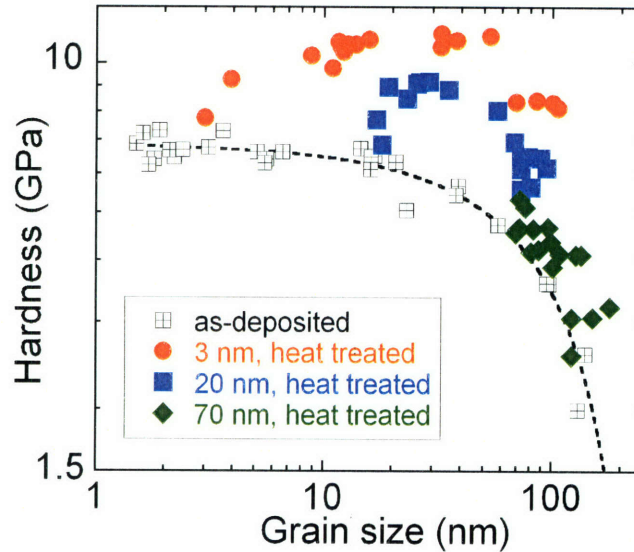 10
Hardness (GPa)
as-deposited
3 nm, heat treated
20 nm, heat treated
70 nm, heat treated
1.5
1 10 100
Grain size (nm)